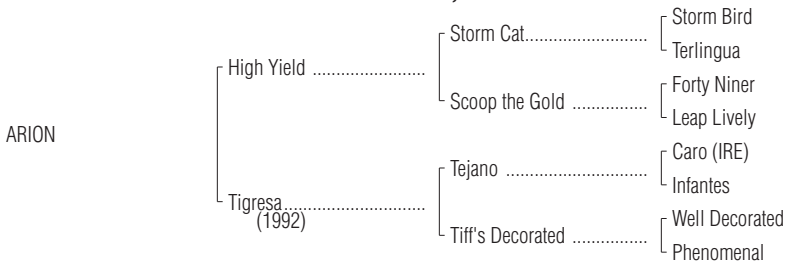 Storm Bird
Storm Cat..........................
Terlingua
High Yield ........................
Forty Niner
Scoop the Gold ................
Leap Lively
ARION
Caro (IRE)
Tejano ..............................
Infantes
Tigresa..............................
(1992)
Well Decorated
Tiff's Decorated ................
Phenomenal